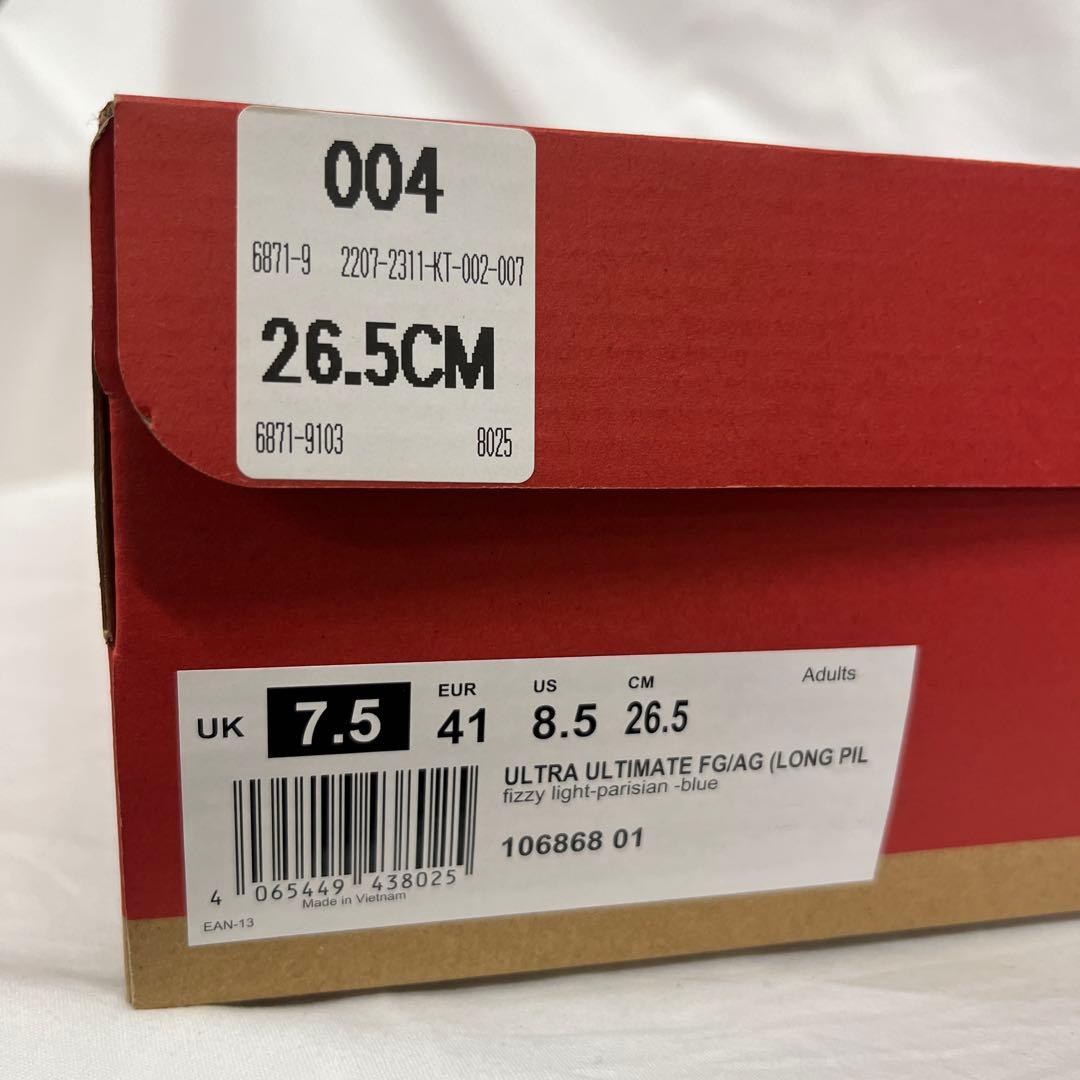 004
6871-9 2207-2311-KT-002-007
26.5CM
6871-9103 8025
Adults
UK 7.5 EUR 41 US 8.5 CM 26.5
ULTRA ULTIMATE FG/AG (LONG PIL
fizzy light-parisian -blue
106868 01
4 065449 438025
Made in Vietnam
EAN-13